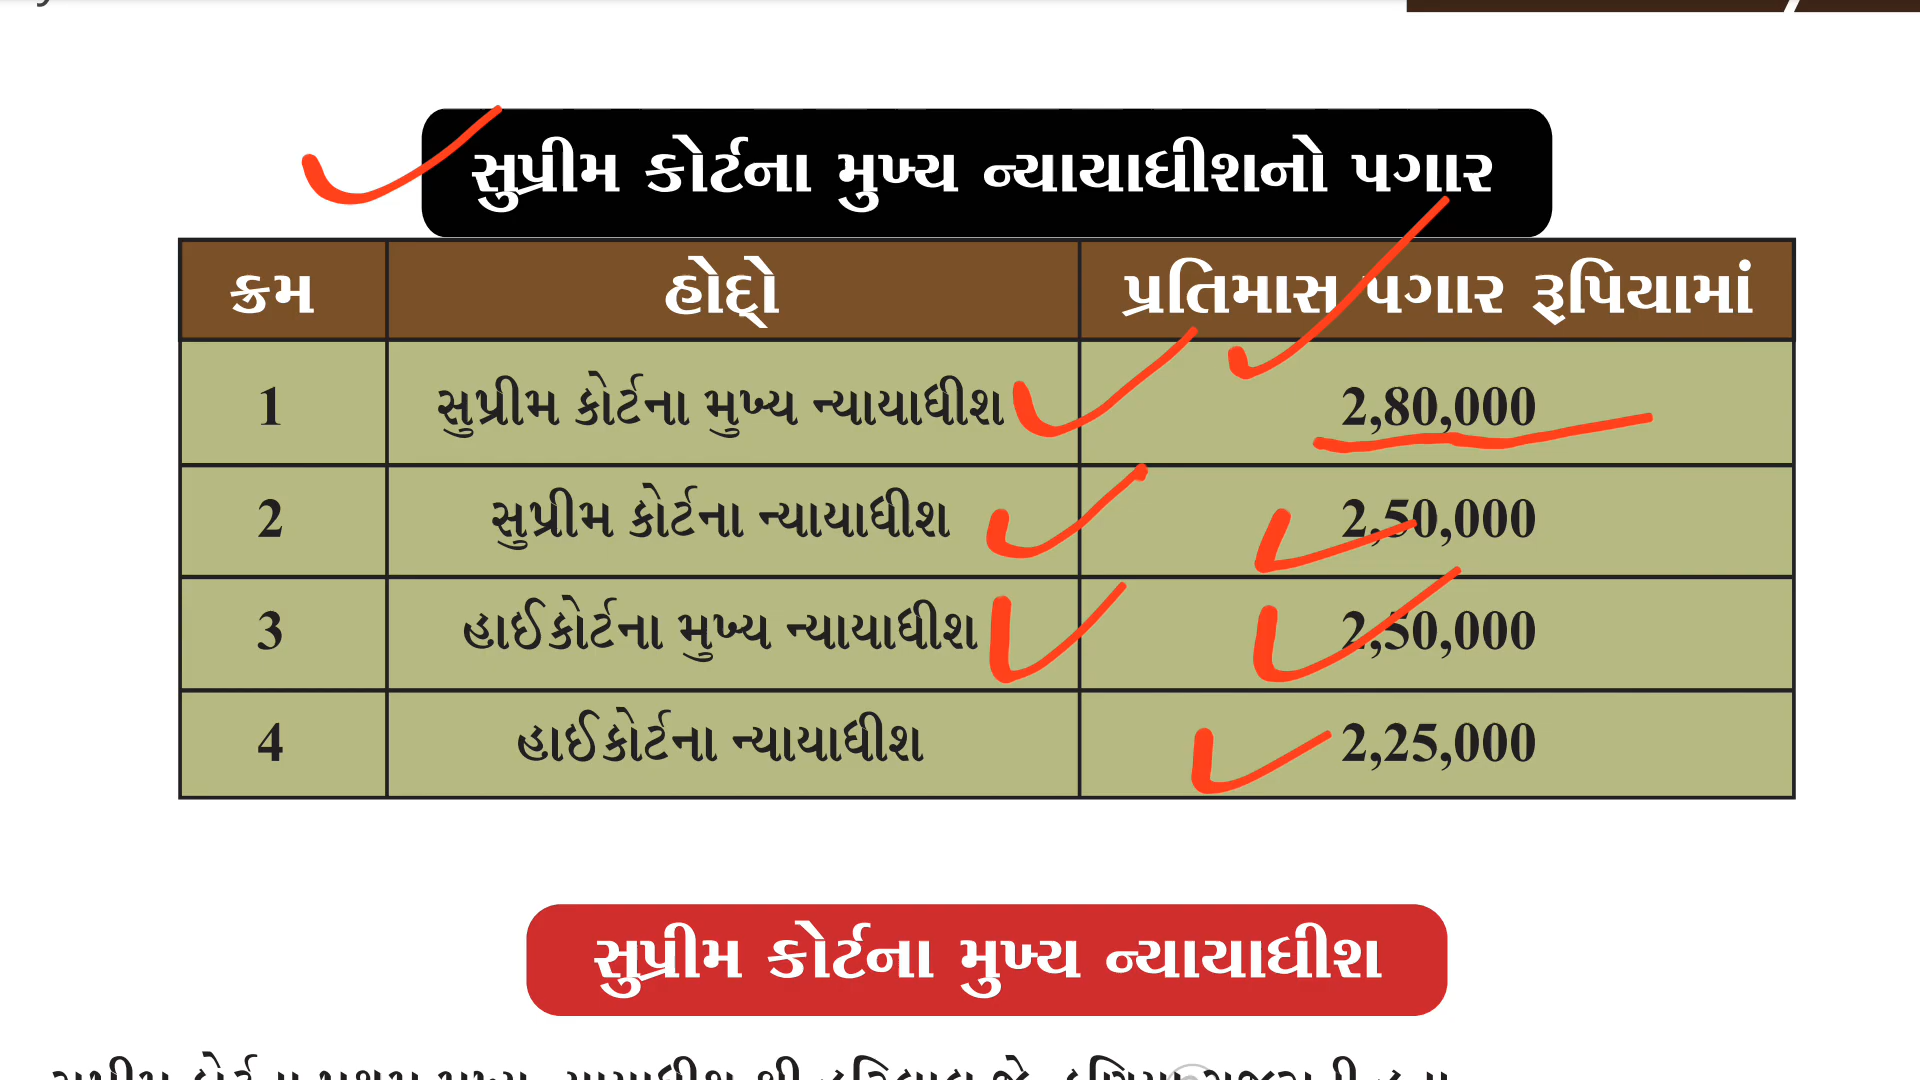 સુપ્રીમ કોર્ટના મુખ્ય ન્યાયાધીશનો પગાર
ક્રમ હોદ્દો પ્રતિમાસ પગાર રૂપિયામાં
1 સુપ્રીમ કોર્ટના મુખ્ય ન્યાયાધીશ 2,80,000
2 સુપ્રીમ કોર્ટના ન્યાયાધીશ 2,50,000
3 હાઈકોર્ટના મુખ્ય ન્યાયાધીશ 2,50,000
4 હાઈકોર્ટના ન્યાયાધીશ 2,25,000
સુપ્રીમ કોર્ટના મુખ્ય ન્યાયાધીશ